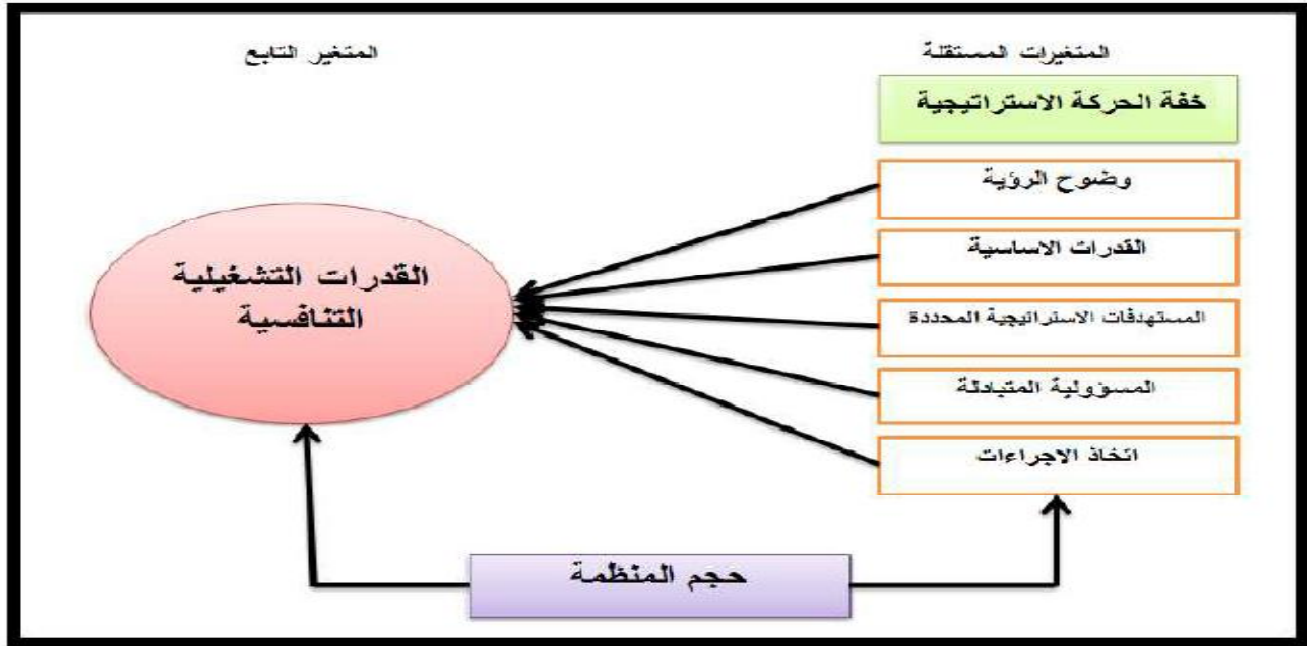 المتغيرات المستقلة
المتغير التابع
خفة الحركة الاستراتيجية
وضوح الرؤية
القدرات الاساسية
المستهدفات الاستراتيجية المحددة
المسؤولية المتبادلة
اتخاذ الاجراءات
القدرات التشغيلية
التنافسية
حجم المنظمة